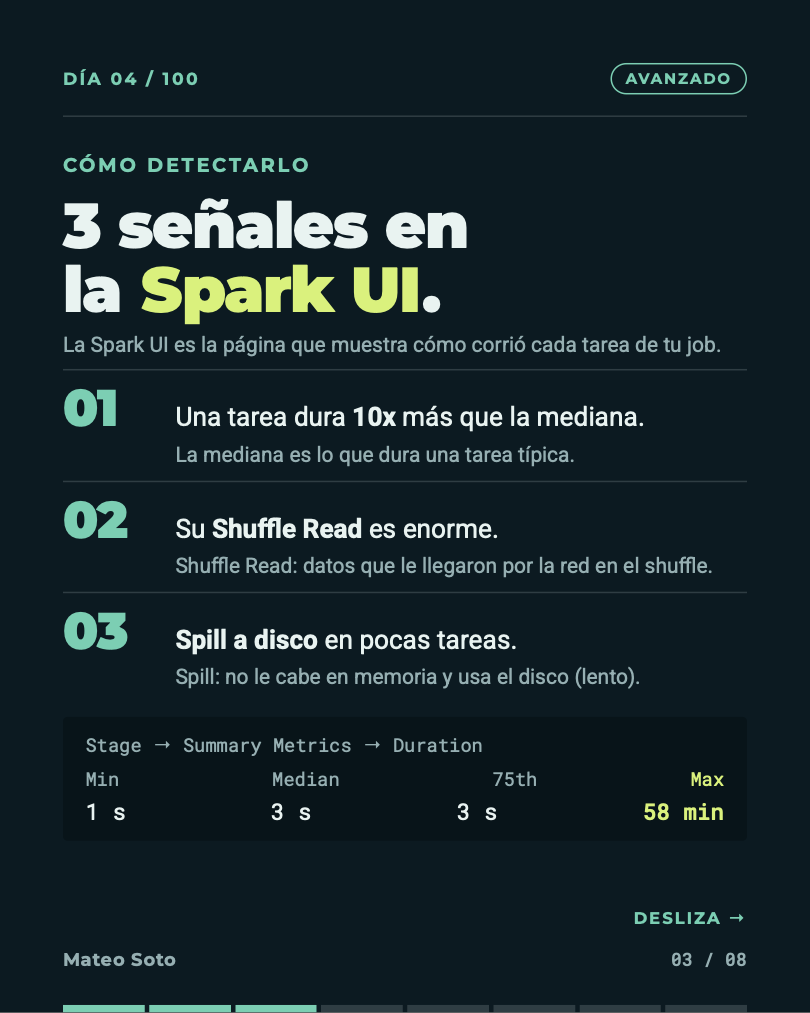 DÍA 04 / 100
AVANZADO
CÓMO DETECTARLO
3 señales en
la Spark UI.
La Spark UI es la página que muestra cómo corrió cada tarea de tu job.
01
Una tarea dura 10x más que la mediana.
La mediana es lo que dura una tarea típica.
02
Su Shuffle Read es enorme.
Shuffle Read: datos que le llegaron por la red en el shuffle.
03
Spill a disco en pocas tareas.
Spill: no le cabe en memoria y usa el disco (lento).
Stage → Summary Metrics → Duration
Min Median 75th Max
1 s 3 s 3 s 58 min
DESLIZA →
Mateo Soto 03 / 08